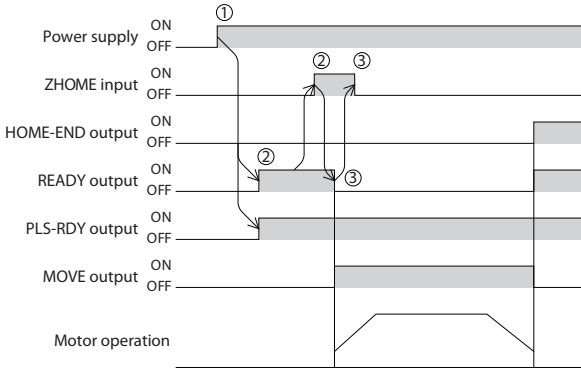 ①
Power supply ON
OFF
② ③
ZHOME input ON
OFF
HOME-END output ON
OFF
②
READY output ON
OFF
③
PLS-RDY output ON
OFF
MOVE output ON
OFF
Motor operation